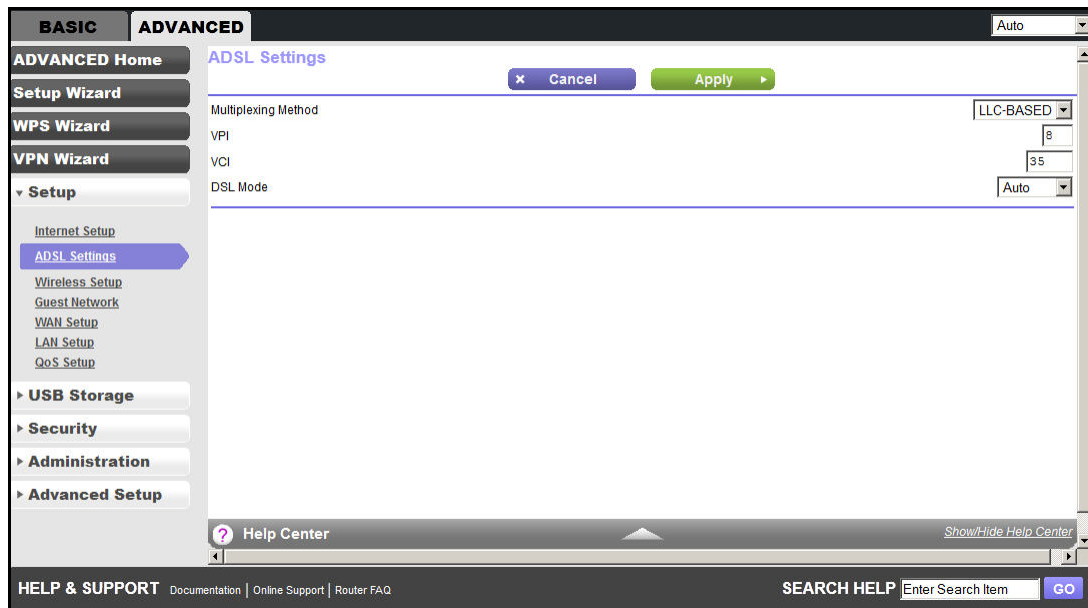 BASIC ADVANCED Auto
ADVANCED Home
Setup Wizard
WPS Wizard
VPN Wizard
Setup
Internet Setup
ADSL Settings
Wireless Setup
Guest Network
WAN Setup
LAN Setup
QoS Setup
USB Storage
Security
Administration
Advanced Setup
ADSL Settings
Cancel Apply
Multiplexing Method LLC-BASED
VPI 8
VCI 35
DSL Mode Auto
? Help Center Show/Hide Help Center
HELP & SUPPORT Documentation | Online Support | Router FAQ SEARCH HELP Enter Search Item GO